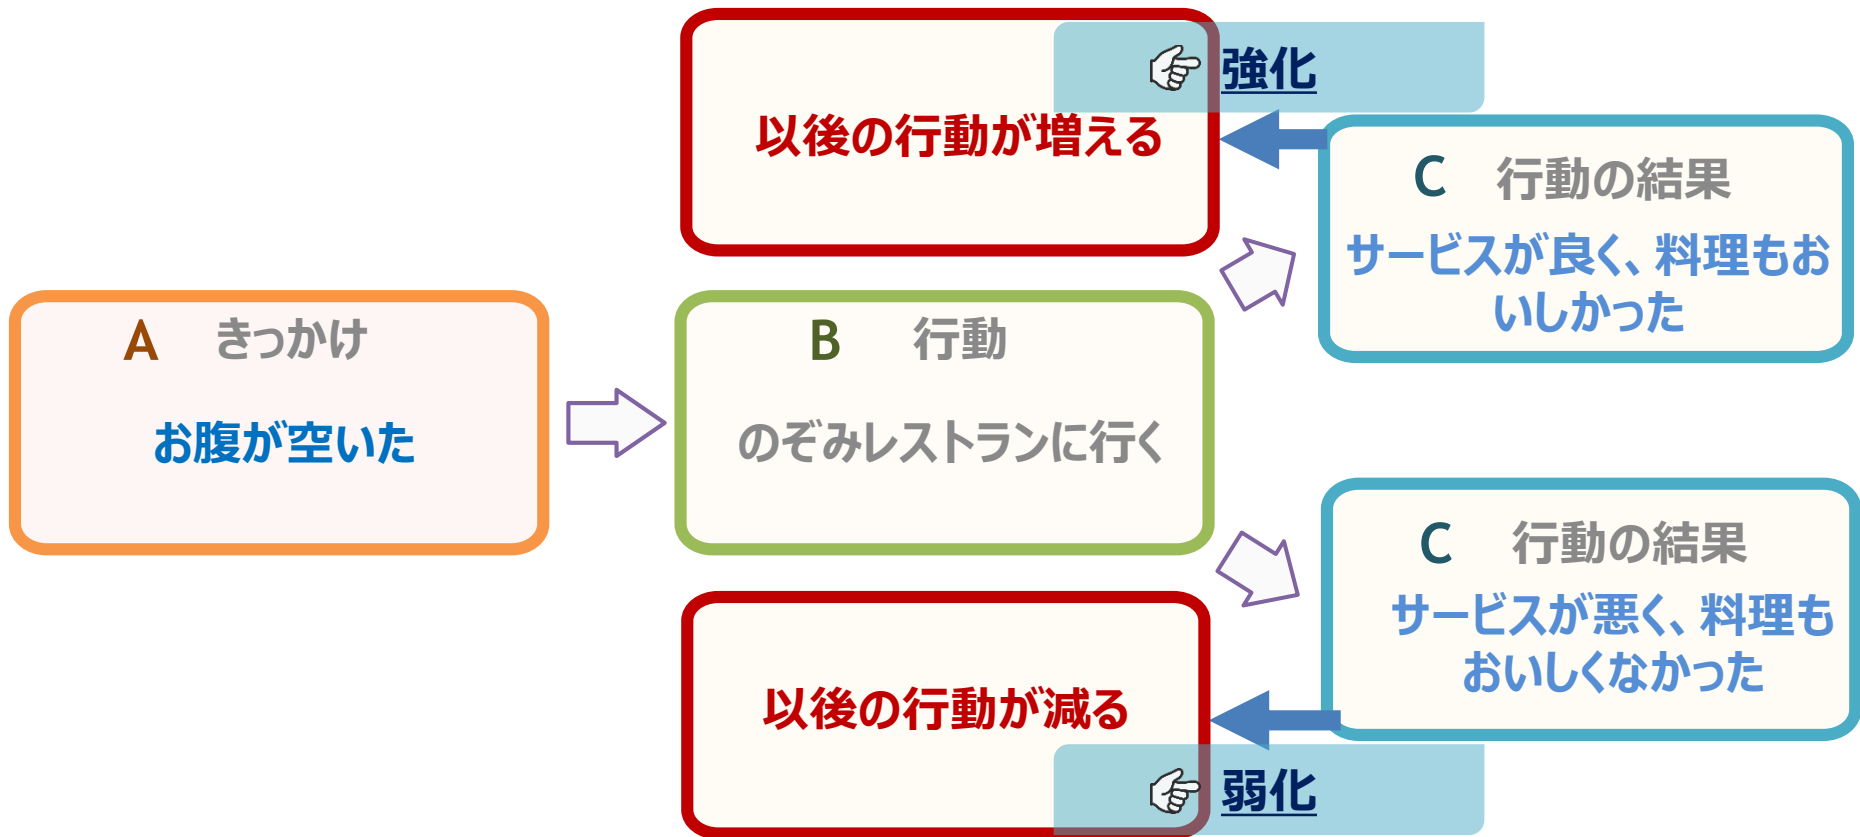 強化
以後の行動が増える
C 行動の結果
サービスが良く、料理もお
いしかった
A きっかけ
お腹が空いた
B 行動
のぞみレストランに行く
C 行動の結果
サービスが悪く、料理も
おいしくなかった
以後の行動が減る
弱化